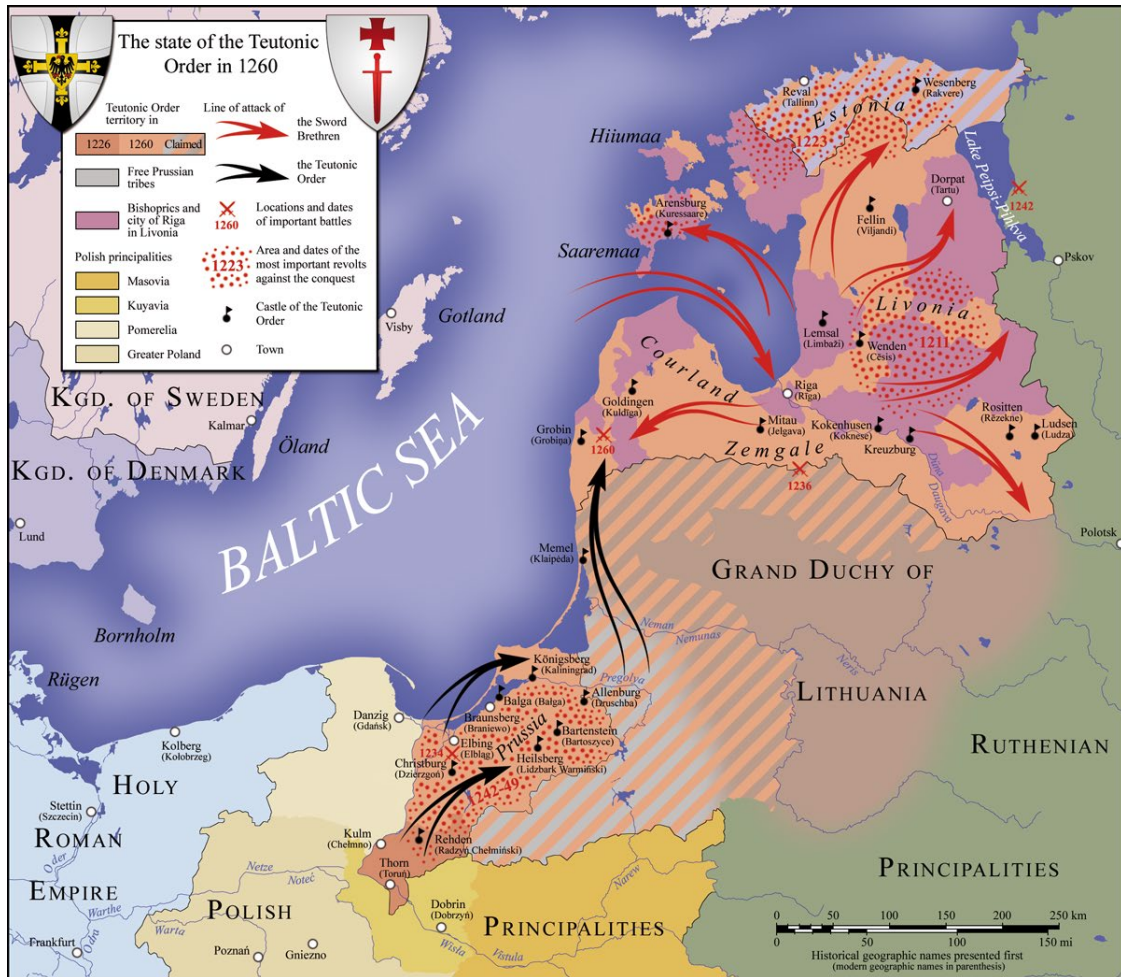 The state of the Teutonic
Order in 1260
Teutonic Order
territory in
1226 1260 Claimed
Free Prussian
tribes
Bishoprics and
city of Riga
in Livonia
Polish principalities
Masovia
Kuyavia
Pomerelia
Greater Poland
Line of attack of
the Sword
Brethren
the Teutonic
Order
1260
Locations and dates
of important battles
1223
Area and dates of the
most important revolts
against the conquest
Castle of the Teutonic
Order
Town
Reval
(Tallinn)
Wesenberg
(Rakvere)
Estonia
1223
Hiiumaa
Lake Peipsi-Pihkva
1242
Dorpat
(Tartu)
Arensburg
(Kuressaare)
Fellin
(Viljandi)
Saaremaa
Pskov
Visby
Gotland
Livonia
Lemsal
(Limbaži)
Wenden
(Cēsis)
1211
Courland
Riga
(Rīga)
Goldingen
(Kuldīga)
Rositten
(Rēzekne)
Ludsen
(Ludza)
Mitau
(Jelgava)
Kokenhusen
(Koknese)
Kreuzburg
Grobin
(Grobiņa)
1260
Zemgale
1236
Düna
Daugava
Kgd. of Sweden
Kalmar
Öland
Kgd. of Denmark
Lund
BALTIC SEA
Polotsk
Memel
(Klaipėda)
Grand Duchy of
Lithuania
Neman
Nemunas
Neris
Bornholm
Rügen
Königsberg
(Kaliningrad)
Pregolya
Allenburg
(Druschba)
Balga (Bałga)
Braunsberg
(Braniewo)
Prussia
Bartenstein
(Bartoszyce)
Danzig
(Gdańsk)
Elbing
(Elbląg)
1234
Heilsberg
(Lidzbark Warmiński)
Christburg
(Dzierzgoń)
1242-49
Kolberg
(Kołobrzeg)
Ruthenian
Principalities
Holy
Roman
Empire
Stettin
(Szczecin)
Oder
Odra
Kulm
(Chełmno)
Rehden
(Radzyń Chełmiński)
Thorn
(Toruń)
Netze
Noteć
Warthe
Warta
Polish
Principalities
Dobrin
(Dobrzyń)
Narew
Wisła
Vistula
Frankfurt
Poznań
Gniezno
0 50 100 150 200 250 km
0 50 100 150 mi
Historical geographic names presented first
(modern geographic names in parenthesis)